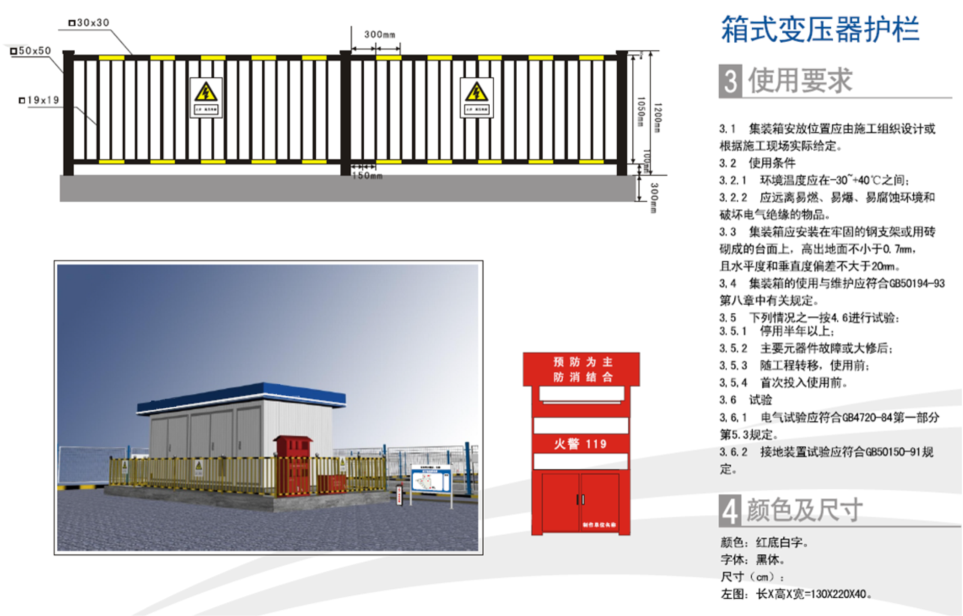 箱式变压器护栏
□30x30
□50x50
□19x19
300mm
1050mm
1200mm
100mm
150mm
300mm
3 使用要求
3.1 集装箱安放位置应由施工组织设计或
根据施工现场实际给定。
3.2 使用条件
3.2.1 环境温度应在-30~+40℃之间;
3.2.2 应远离易燃、易爆、易腐蚀环境和
破坏电气绝缘的物品。
3.3 集装箱应安装在牢固的钢支架或用砖
砌成的台面上，高出地面不小于0.7mm,
且水平度和垂直度偏差不大于20mm。
3.4 集装箱的使用与维护应符合GB50194-93
第八章中有关规定。
3.5 下列情况之一按4.6进行试验:
3.5.1 停用半年以上;
3.5.2 主要元器件故障或大修后;
3.5.3 随工程转移，使用前;
3.5.4 首次投入使用前。
3.6 试验
3.6.1 电气试验应符合GB4720-84第一部分
第5.3规定。
3.6.2 接地装置试验应符合GB50150-91规
定。
预防为主
防消结合
火警 119
4 颜色及尺寸
颜色: 红底白字。
字体: 黑体。
尺寸（cm）:
左图: 长X高X宽=130X220X40。